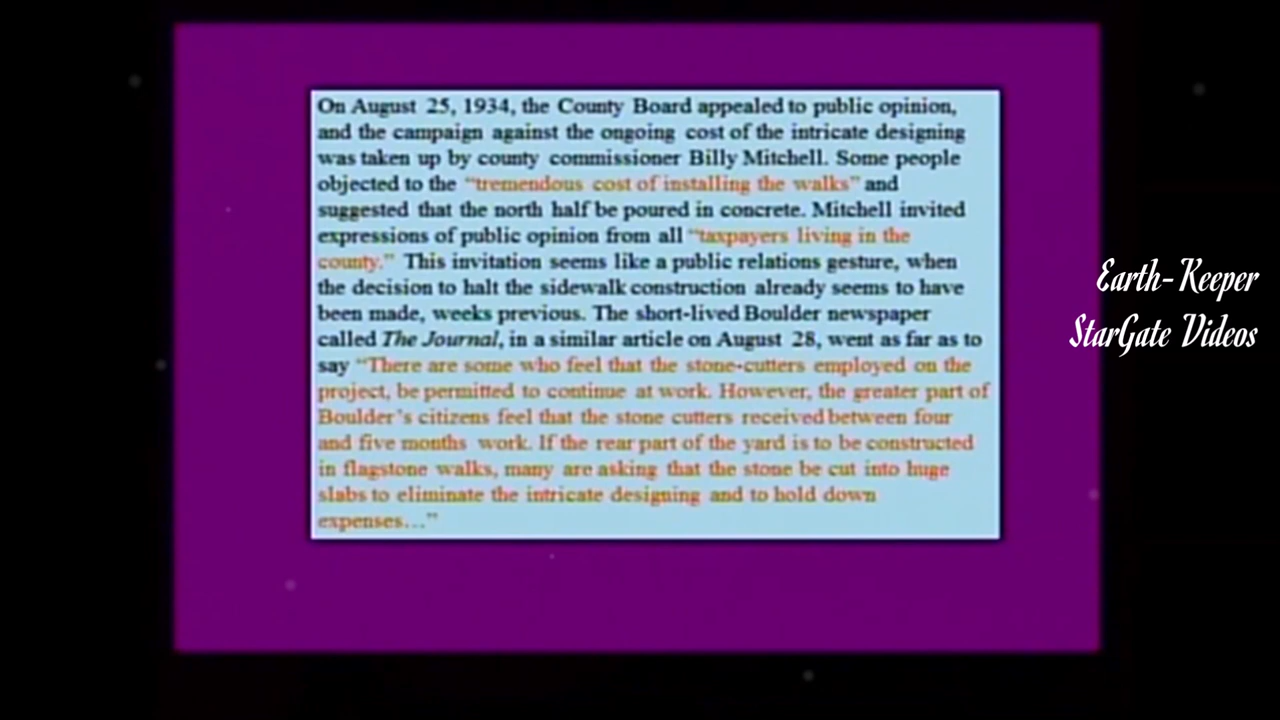 On August 25, 1934, the County Board appealed to public opinion,
and the campaign against the ongoing cost of the intricate designing
was taken up by county commissioner Billy Mitchell. Some people
objected to the “tremendous cost of installing the walks” and
suggested that the north half be poured in concrete. Mitchell invited
expressions of public opinion from all “taxpayers living in the
county.” This invitation seems like a public relations gesture, when
the decision to halt the sidewalk construction already seems to have
been made, weeks previous. The short-lived Boulder newspaper
called The Journal, in a similar article on August 28, went as far as to
say “There are some who feel that the stone-cutters employed on the
project, be permitted to continue at work. However, the greater part of
Boulder’s citizens feel that the stone cutters received between four
and five months work. If the rear part of the yard is to be constructed
in flagstone walks, many are asking that the stone be cut into huge
slabs to eliminate the intricate designing and to hold down
expenses…”
Earth-Keeper
StarGate Videos